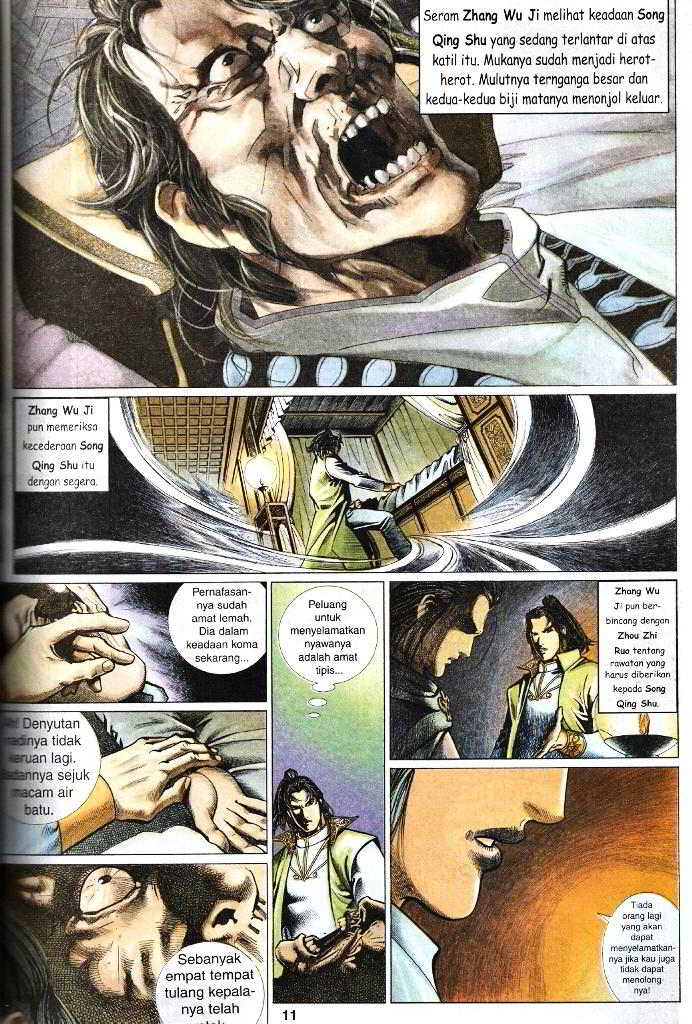 Seram Zhang Wu Ji melihat keadaan Song
Qing Shu yang sedang terlantar di atas
katil itu. Mukanya sudah menjadi herot-
herot. Mulutnya ternganga besar dan
kedua-kedua biji matanya menonjol keluar.
Zhang Wu Ji
pun memeriksa
kecederaan Song
Qing Shu itu
dengan segera.
Pernafasan-
nya sudah
amat lemah.
Dia dalam
keadaan koma
sekarang...
Denyutan
tidak
lagi.
sejuk
macam air
batu.
Sebanyak
empat tempat
tulang kepala-
nya telah
Peluang
untuk
menyelamatkan
nyawanya
adalah amat
tipis...
Zhang Wu
Ji pun ber-
bincang dengan
Zhou Zhi
Ruo tentang
rawatan yang
harus diberikan
kepada Song
Qing Shu.
Tiada
orang lagi
yang akan
dapat
menyelamatkan-
nya jika kau juga
tidak dapat
menolong-
nya!
11